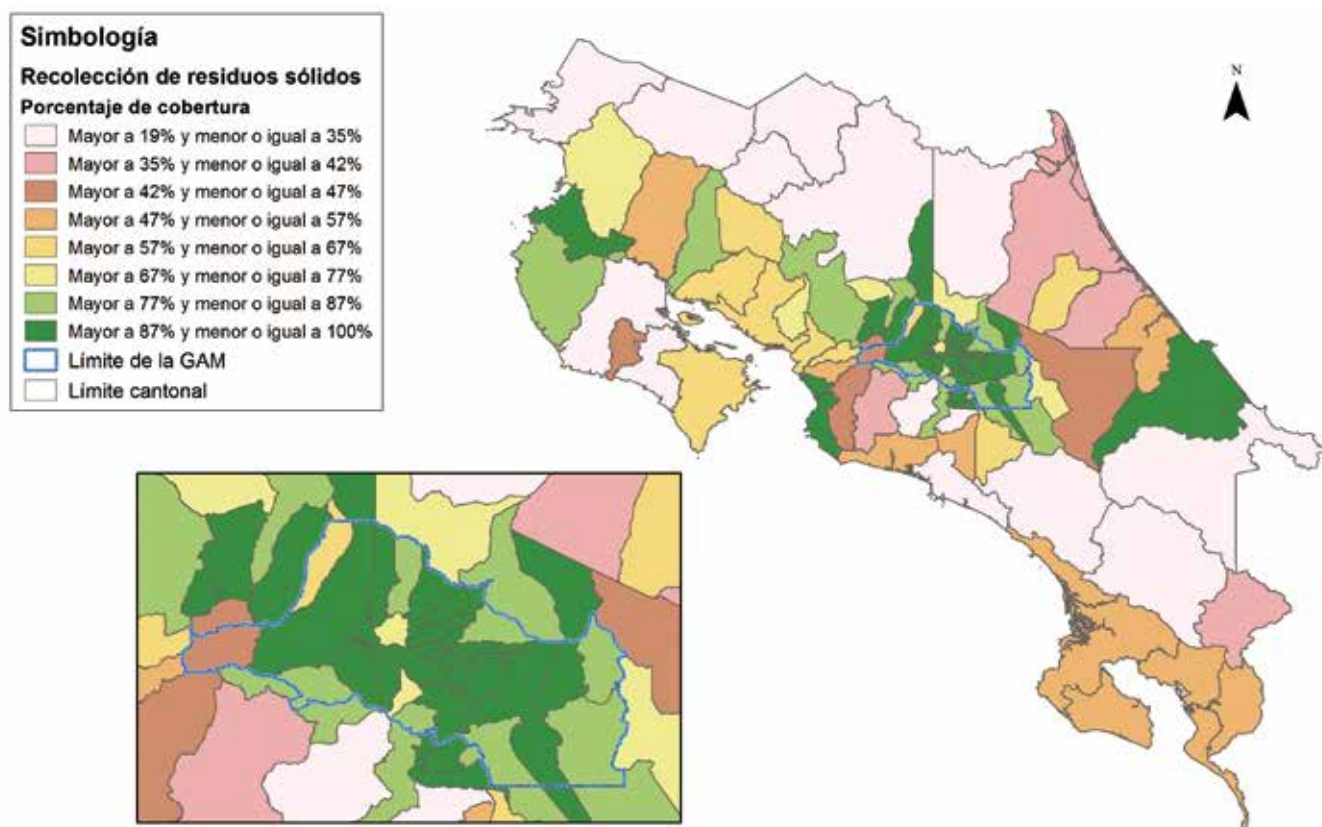 Simbología
Recolección de residuos sólidos
Porcentaje de cobertura
Mayor a 19% y menor o igual a 35%
Mayor a 35% y menor o igual a 42%
Mayor a 42% y menor o igual a 47%
Mayor a 47% y menor o igual a 57%
Mayor a 57% y menor o igual a 67%
Mayor a 67% y menor o igual a 77%
Mayor a 77% y menor o igual a 87%
Mayor a 87% y menor o igual a 100%
Límite de la GAM
Límite cantonal
N